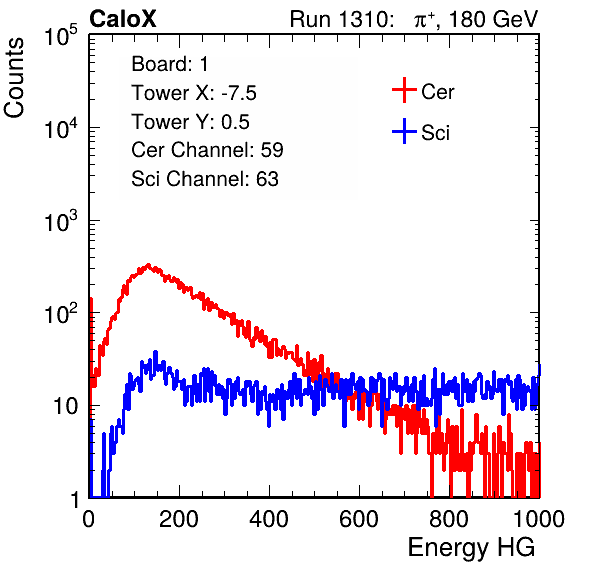 CaloX Run 1310: π⁺, 180 GeV
Counts
Board: 1
Tower X: -7.5
Tower Y: 0.5
Cer Channel: 59
Sci Channel: 63
Cer
Sci
10⁵
10⁴
10³
10²
10
1
0 200 400 600 800 1000
Energy HG